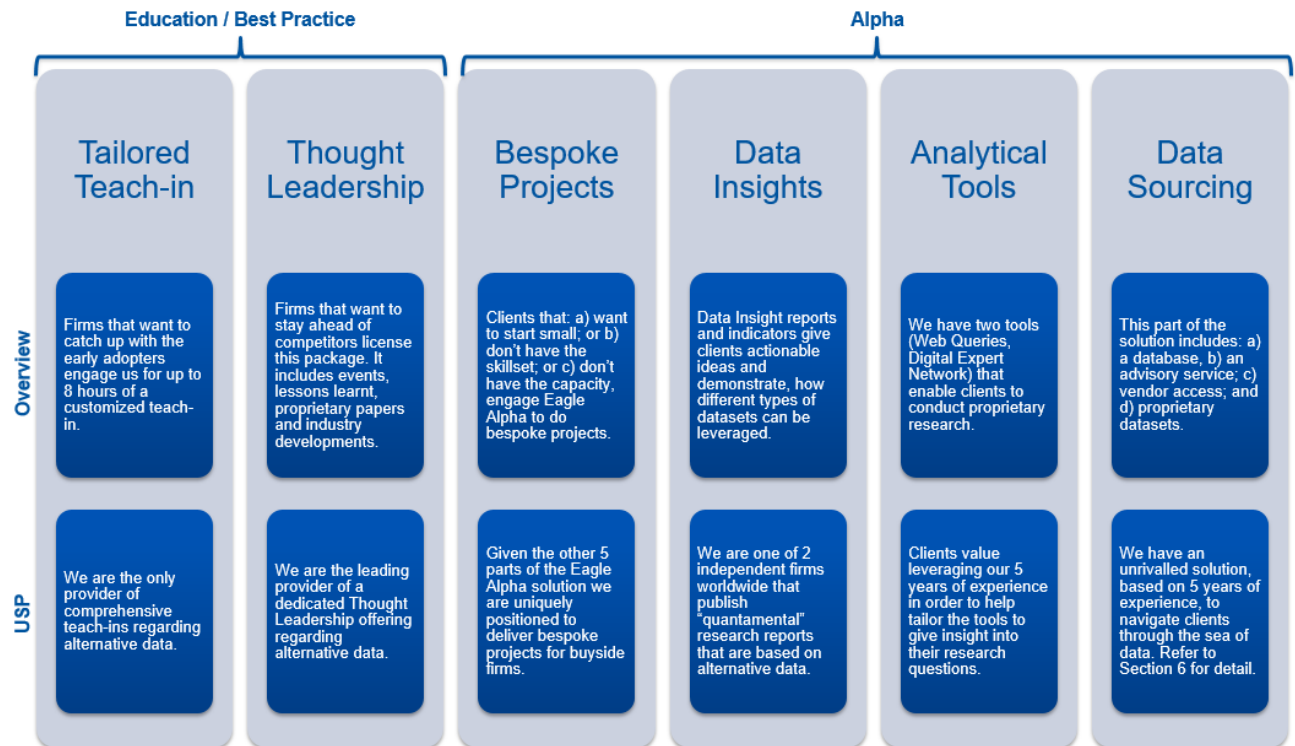 Education / Best Practice
Alpha
Tailored
Teach-in
Thought
Leadership
Bespoke
Projects
Data
Insights
Analytical
Tools
Data
Sourcing
Overview
Firms that want to
catch up with the
early adopters
engage us for up to
8 hours of a
customized teach-
in.
Firms that want to
stay ahead of
competitors license
this package. It
includes events,
lessons learnt,
proprietary papers
and industry
developments.
Clients that: a) want
to start small; or b)
don’t have the
skillset; or c) don’t
have the capacity,
engage Eagle
Alpha to do
bespoke projects.
Data Insight reports
and indicators give
clients actionable
ideas and
demonstrate, how
different types of
datasets can be
leveraged.
We have two tools
(Web Queries,
Digital Expert
Network) that
enable clients to
conduct proprietary
research.
This part of the
solution includes: a)
a database, b) an
advisory service; c)
vendor access; and
d) proprietary
datasets.
USP
We are the only
provider of
comprehensive
teach-ins regarding
alternative data.
We are the leading
provider of a
dedicated Thought
Leadership offering
regarding
alternative data.
Given the other 5
parts of the Eagle
Alpha solution we
are uniquely
positioned to
deliver bespoke
projects for buyside
firms.
We are one of 2
independent firms
worldwide that
publish
“quantamental”
research reports
that are based on
alternative data.
Clients value
leveraging our 5
years of experience
in order to help
tailor the tools to
give insight into
their research
questions.
We have an
unrivalled solution,
based on 5 years of
experience, to
navigate clients
through the sea of
data. Refer to
Section 6 for detail.